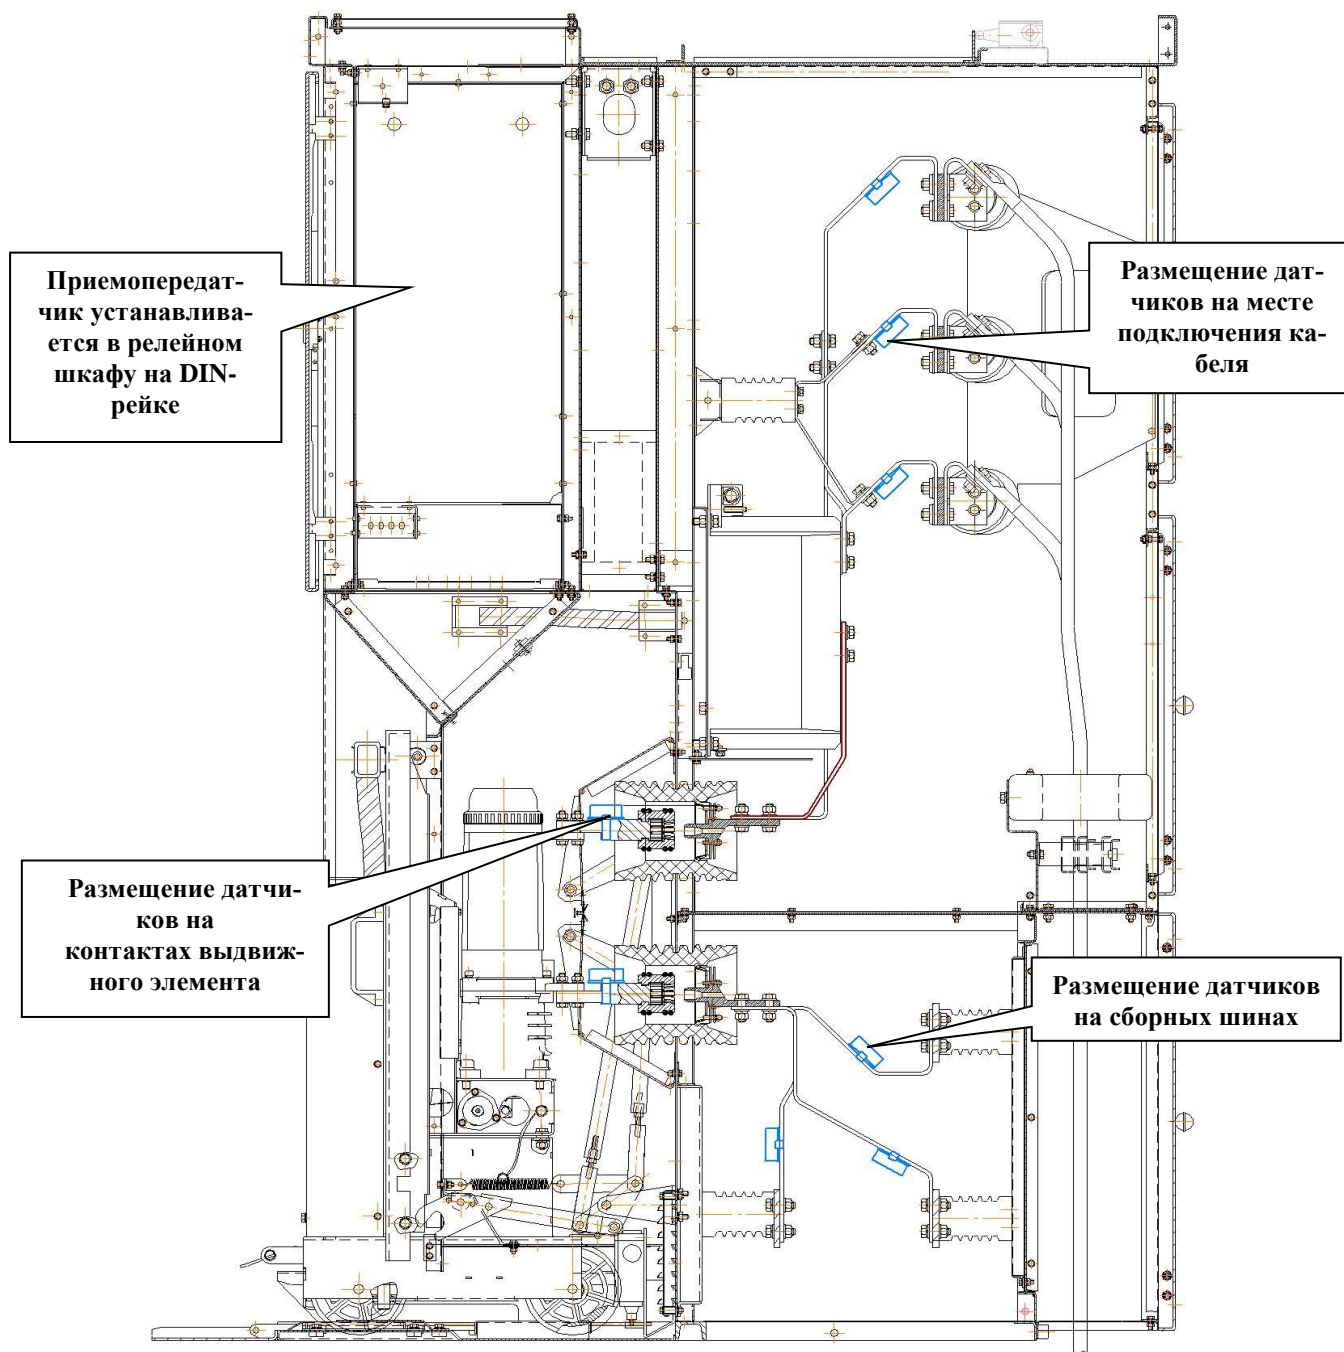 Приемопередат-
чик устанавлива-
ется в релейном
шкафу на DIN-
рейке
Размещение дат-
чиков на месте
подключения ка-
беля
Размещение датчи-
ков на
контактах выдвиж-
ного элемента
Размещение датчиков
на сборных шинах